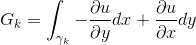 G_k = \int_{\gamma_k} -\frac{\partial u}{\partial y} dx + \frac{\partial u}{\partial x} dy